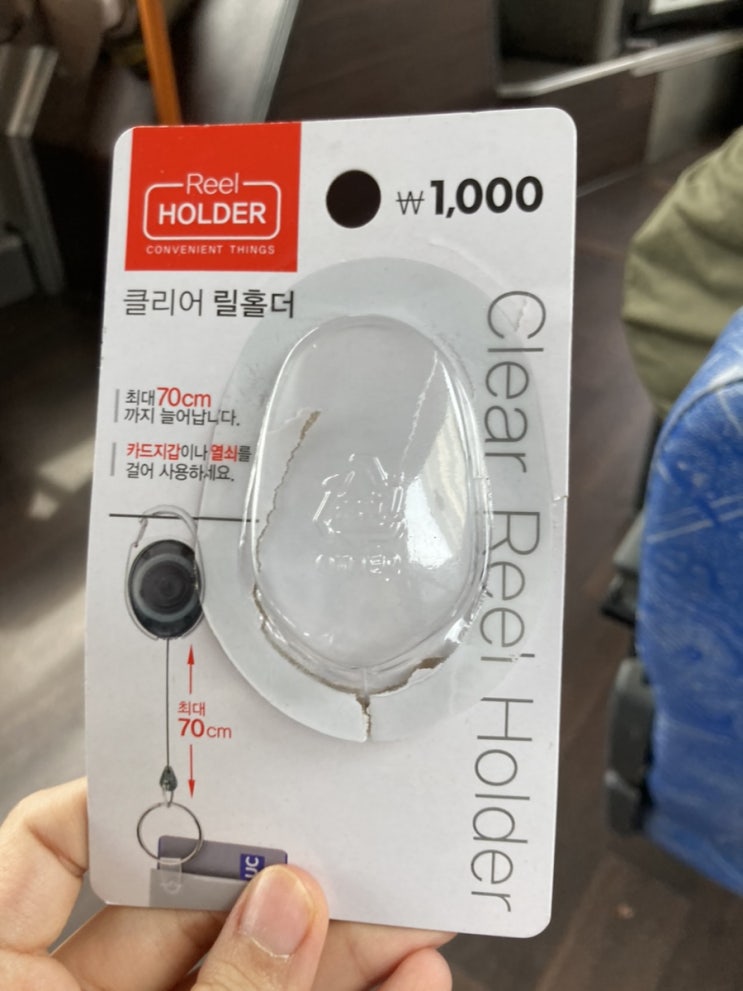 Reel
HOLDER
CONVENIENT THINGS
₩1,000
클리어 릴홀더
최대70cm
까지 늘어납니다.
카드지갑이나 열쇠를
걸어 사용하세요.
최대
70cm
UC
Clear Reel Holder